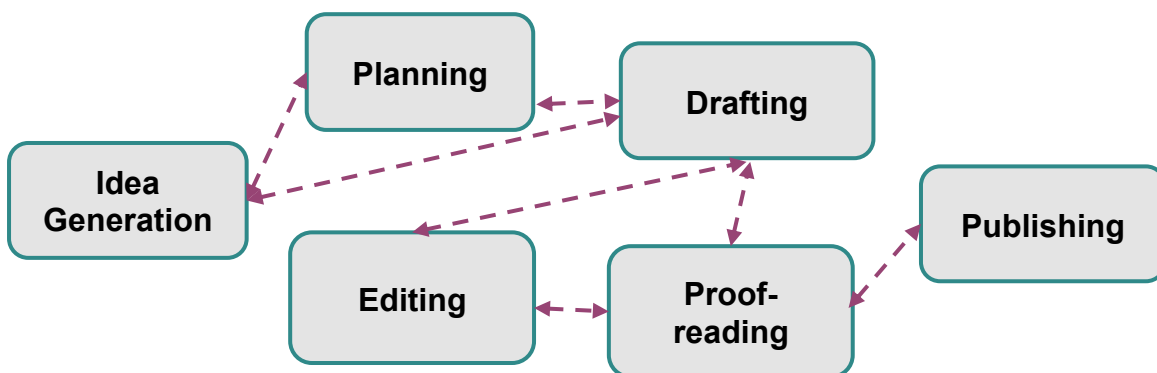 Planning
Drafting
Idea
Generation
Publishing
Editing
Proof-
reading